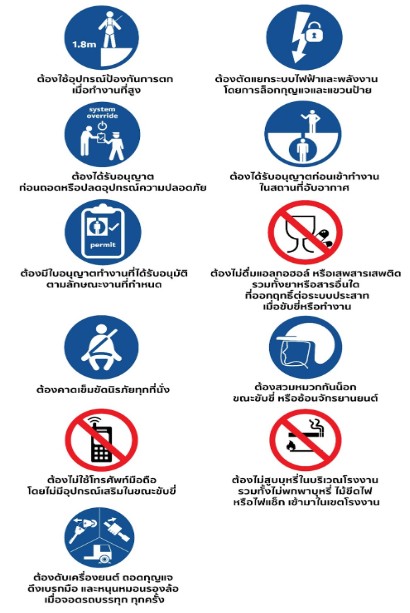 1.8m
ต้องใช้อุปกรณ์ป้องกันการตก
เมื่อทำงานที่สูง
ต้องตัดแยกระบบไฟฟ้าและพลังงาน
โดยการล็อกกุญแจและแขวนป้าย
system
override
ต้องได้รับอนุญาต
ก่อนถอดหรือปลดอุปกรณ์ความปลอดภัย
ต้องได้รับอนุญาตก่อนเข้าทำงาน
ในสถานที่อับอากาศ
permit
ต้องมีใบอนุญาตทำงานที่ได้รับอนุมัติ
ตามลักษณะงานที่กำหนด
ต้องไม่ดื่มแอลกอฮอล์ หรือเสพสารเสพติด
รวมทั้งยาหรือสารอื่นใด
ที่ออกฤทธิ์ต่อระบบประสาท
เมื่อขับขี่หรือทำงาน
ต้องคาดเข็มขัดนิรภัยทุกที่นั่ง
ต้องสวมหมวกกันน็อก
ขณะขับขี่ หรือซ้อนจักรยานยนต์
ต้องไม่ใช้โทรศัพท์มือถือ
โดยไม่มีอุปกรณ์เสริมในขณะขับขี่
ต้องไม่สูบบุหรี่ในบริเวณโรงงาน
รวมทั้งไม่พกพาบุหรี่ ไม้ขีดไฟ
หรือไฟแช็ก เข้ามาในเขตโรงงาน
ต้องดับเครื่องยนต์ ถอดกุญแจ
ดึงเบรกมือ และหนุนหมอนรองล้อ
เมื่อจอดรถบรรทุก ทุกครั้ง